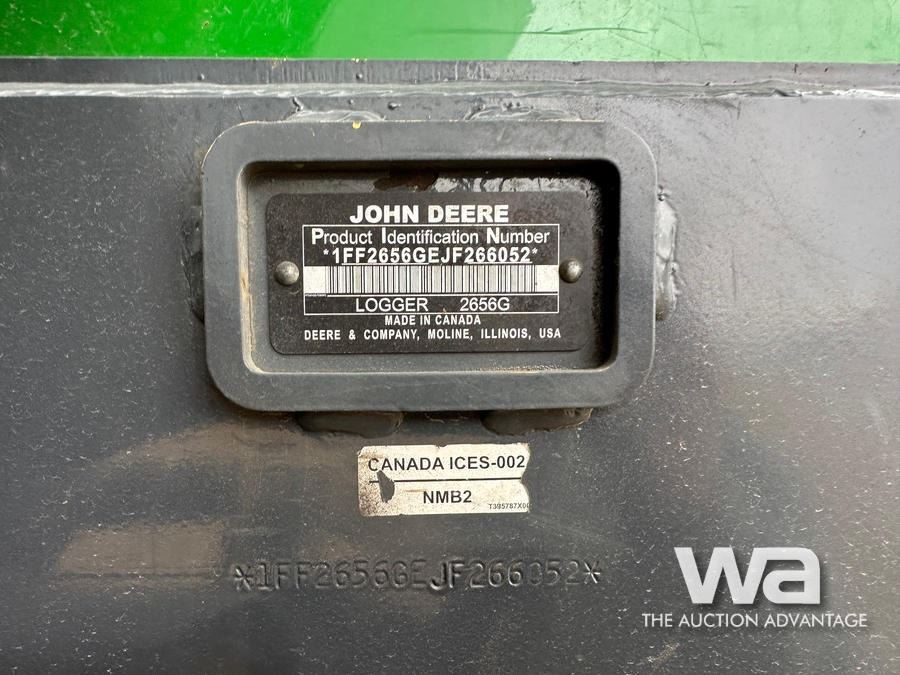 JOHN DEERE
Product Identification Number
*1FF2656GEJF266052*
LOGGER 2656G
MADE IN CANADA
DEERE & COMPANY, MOLINE, ILLINOIS, USA
CANADA ICES-002
NMB2
*1FF2656GEJF266052*
wa
THE AUCTION ADVANTAGE